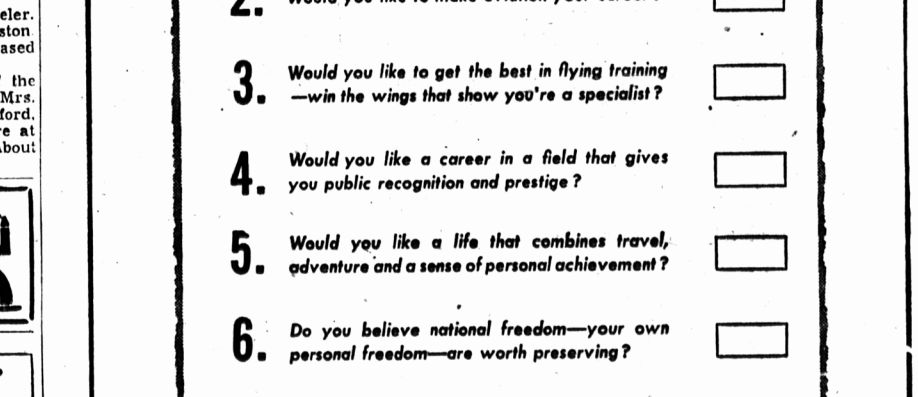 eler.
ston
ased
the
Mrs.
ford,
re at
About
2.
3. Would you like to get the best in flying training
—win the wings that show you're a specialist?
4. Would you like a career in a field that gives
you public recognition and prestige?
5. Would you like a life that combines travel,
adventure and a sense of personal achievement?
6. Do you believe national freedom—your own
personal freedom—are worth preserving?